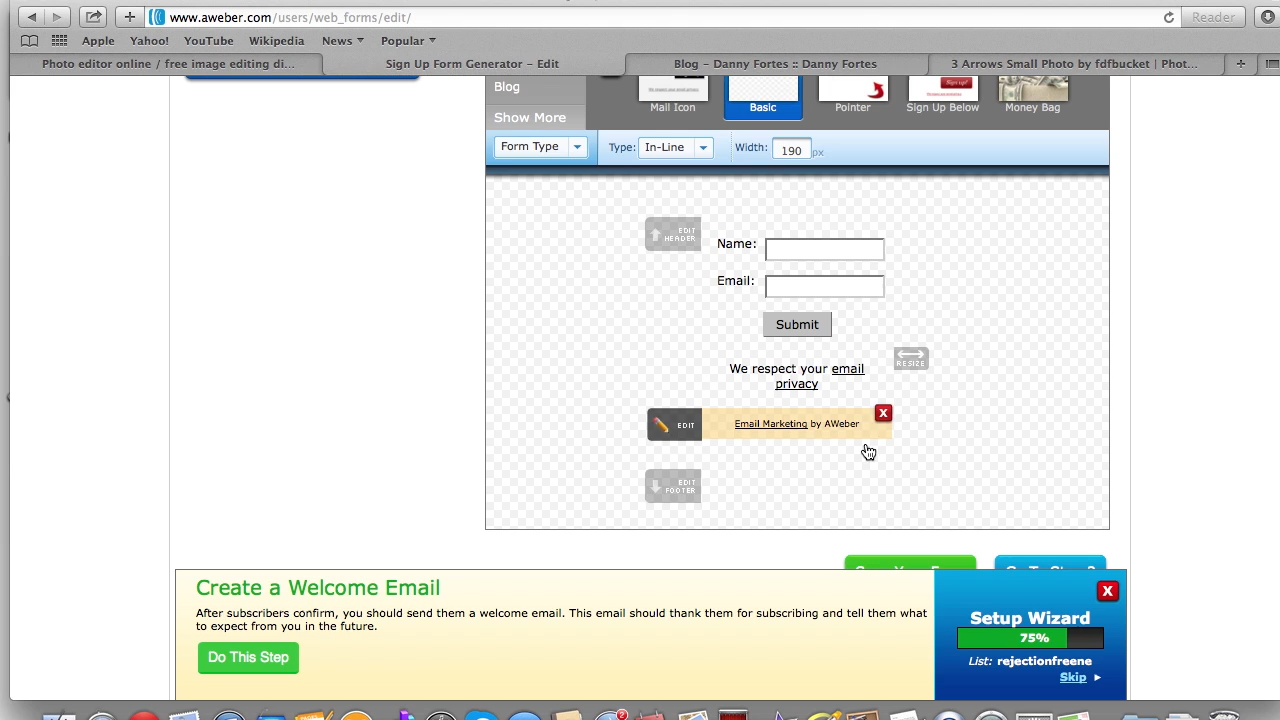 www.aweber.com/users/web_forms/edit/
Reader
Apple Yahoo! YouTube Wikipedia News Popular
Photo editor online / free image editing di...
Sign Up Form Generator - Edit
Blog – Danny Fortes :: Danny Fortes
3 Arrows Small Photo by fdfbucket | Phot...
Blog
Show More
Mail Icon
Basic
Pointer
Sign up!
Sign Up Below
Money Bag
Form Type
Type: In-Line
Width: 190 px
EDIT
HEADER
Name:
Email:
Submit
RESIZE
We respect your email
privacy
X
EDIT
Email Marketing by AWeber
EDIT
FOOTER
Create a Welcome Email
After subscribers confirm, you should send them a welcome email. This email should thank them for subscribing and tell them what
to expect from you in the future.
Do This Step
X
Setup Wizard
75%
List: rejectionfreene
Skip
2